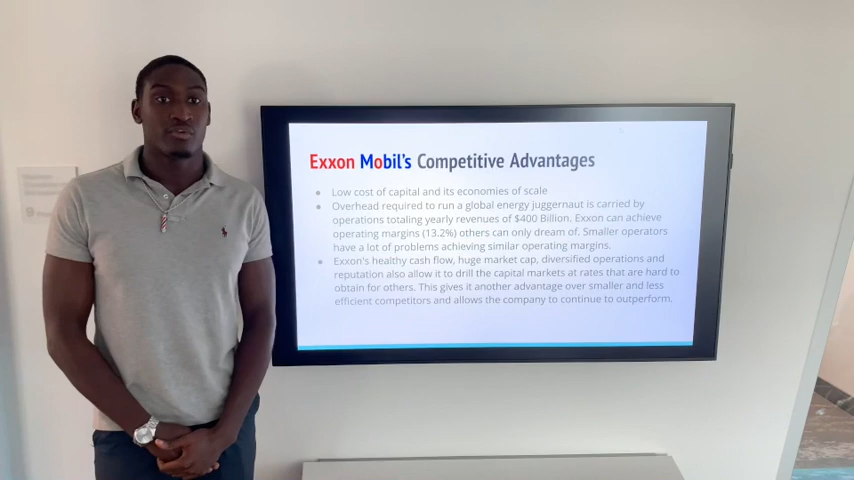 Exxon Mobil's Competitive Advantages
● Low cost of capital and its economies of scale
● Overhead required to run a global energy juggernaut is carried by
operations totaling yearly revenues of $400 Billion. Exxon can achieve
operating margins (13.2%) others can only dream of. Smaller operators
have a lot of problems achieving similar operating margins.
● Exxon's healthy cash flow, huge market cap, diversified operations and
reputation also allow it to drill the capital markets at rates that are hard to
obtain for others. This gives it another advantage over smaller and less
efficient competitors and allows the company to continue to outperform.